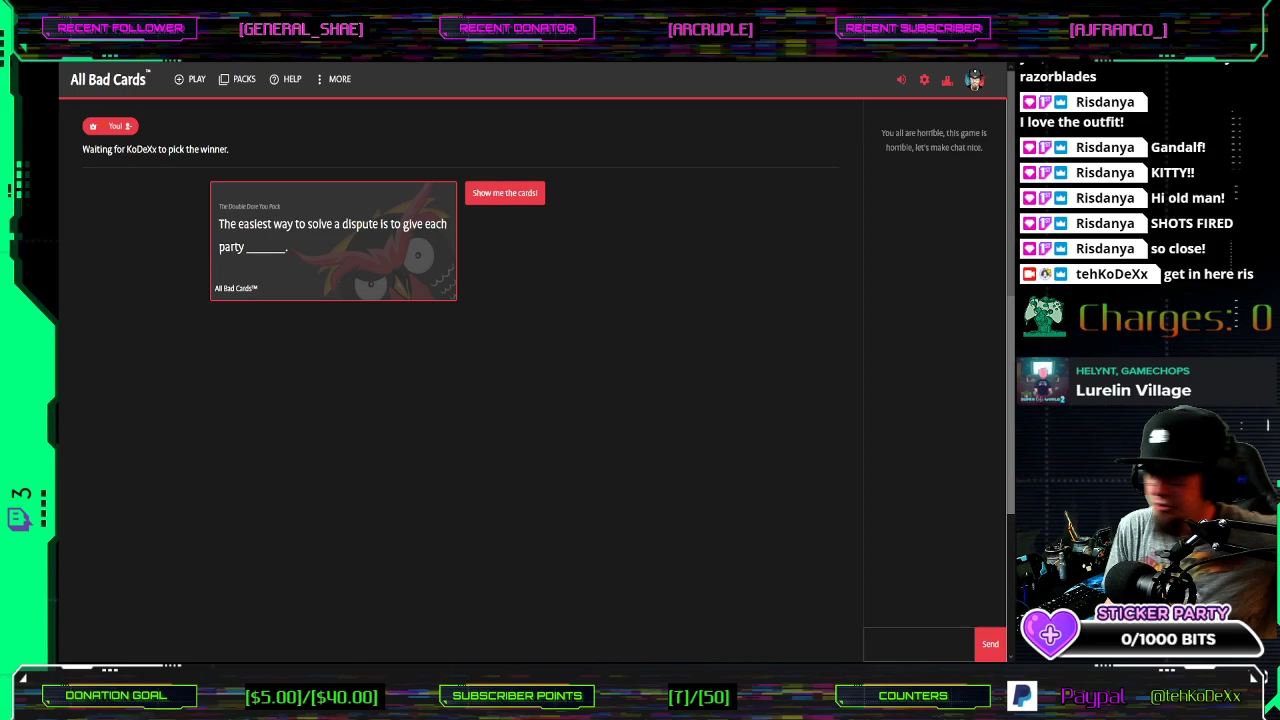 RECENT FOLLOWER
[GENERAL_SHAE]
RECENT DONATOR
[ARCRUPLE]
RECENT SUBSCRIBER
[AJFRANCO_]
All Bad Cards™
PLAY
PACKS
HELP
MORE
You!
Waiting for KoDeXx to pick the winner.
The Double Dare You Pack
The easiest way to solve a dispute is to give each
party _______.
All Bad Cards™
Show me the cards!
You all are horrible, this game is
horrible, let's make chat nice.
Send
razorblades
Risdanya
I love the outfit!
Risdanya Gandalf!
Risdanya KITTY!!
Risdanya Hi old man!
Risdanya SHOTS FIRED
Risdanya so close!
tehKoDeXx get in here ris
Charges: 0
HELYNT, GAMECHOPS
Lurelin Village
3
STICKER PARTY
0/1000 BITS
DONATION GOAL
[$5.00]/[$40.00]
SUBSCRIBER POINTS
[7]/[50]
COUNTERS
Paypal
@tehKoDeXx